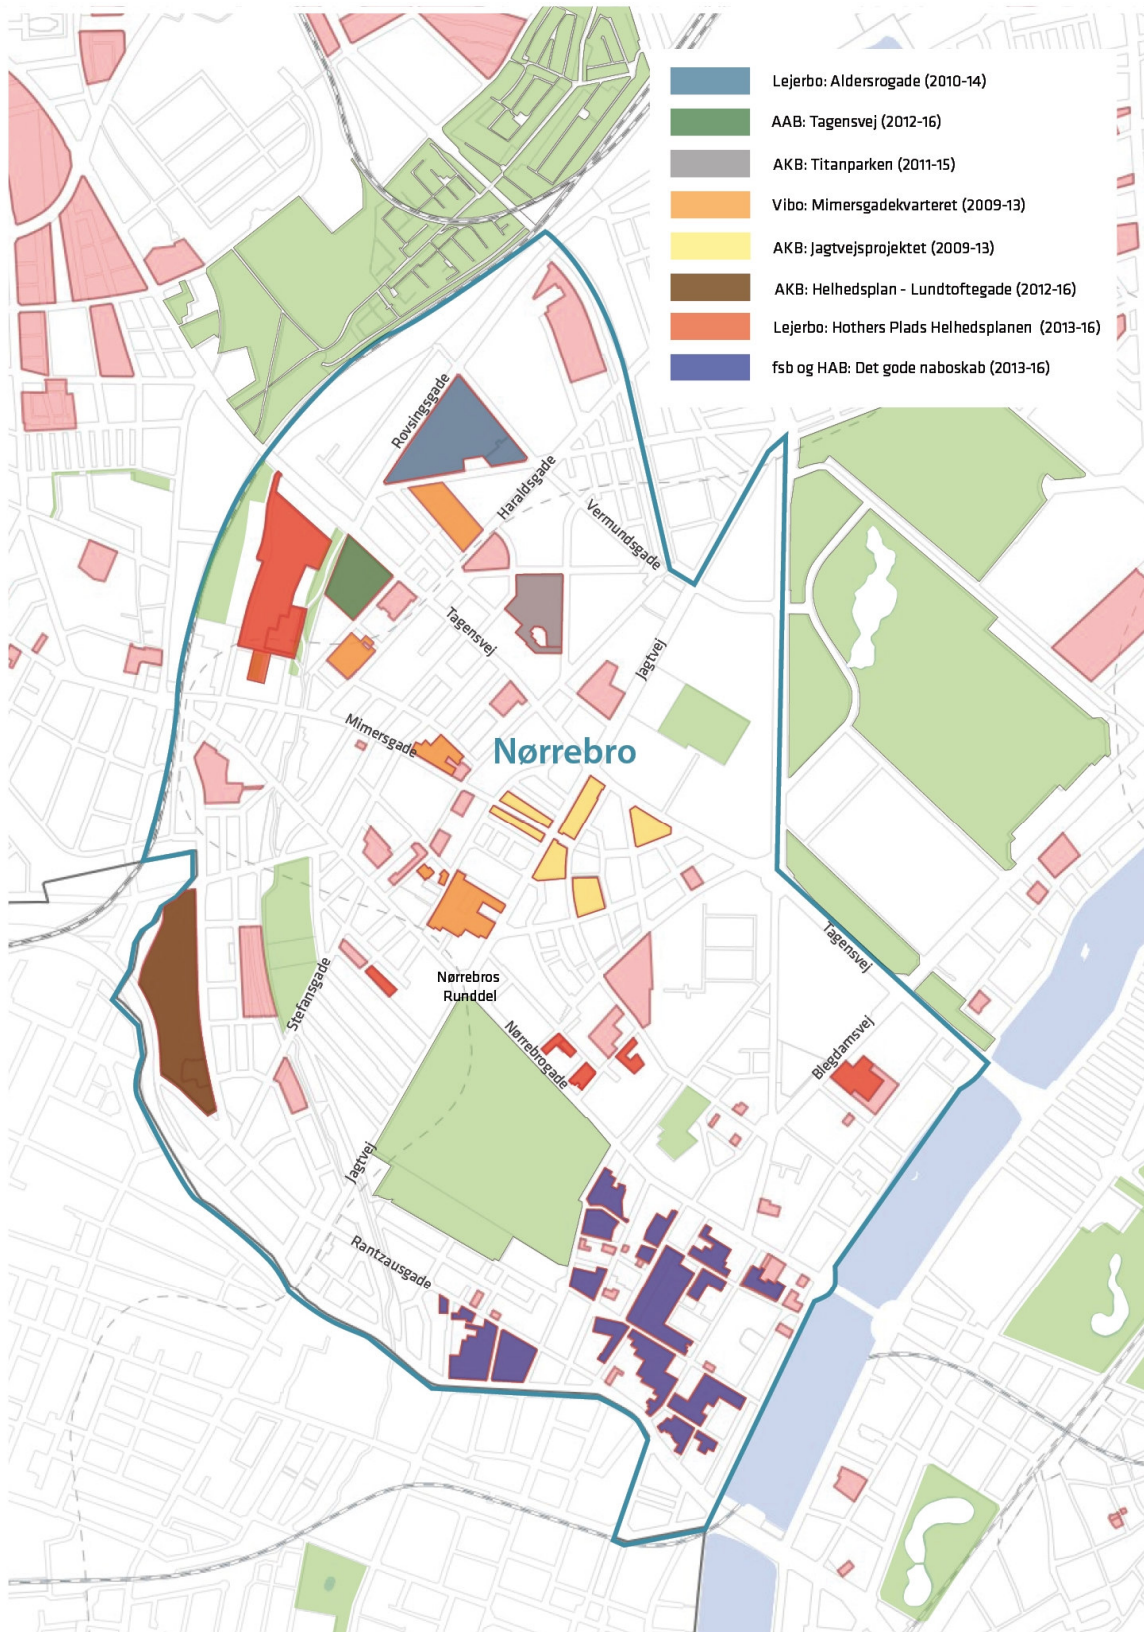 Lejerbo: Aldersrogade (2010-14)
AAB: Tagensvej (2012-16)
AKB: Titanparken (2011-15)
Vibo: Mimersgadekvarteret (2009-13)
AKB: Jagtvejsprojektet (2009-13)
AKB: Helhedsplan - Lundtoftegade (2012-16)
Lejerbo: Hothers Plads Helhedsplanen (2013-16)
fsb og HAB: Det gode naboskab (2013-16)
Rovsingsgade
Haraldsgade
Vermundsgade
Tagensvej
Jagtvej
Mimersgade
Nørrebro
Tagensvej
Stefansgade
Nørrebros
Runddel
Nørrebrogade
Blegdamsvej
Jagtvej
Rantzausgade